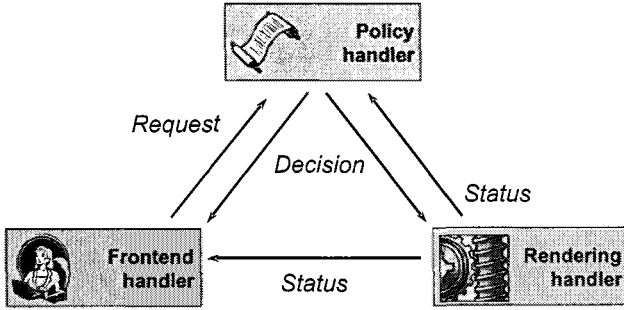 Policy
handler
Request
Decision
Status
Frontend
handler
Status
Rendering
handler